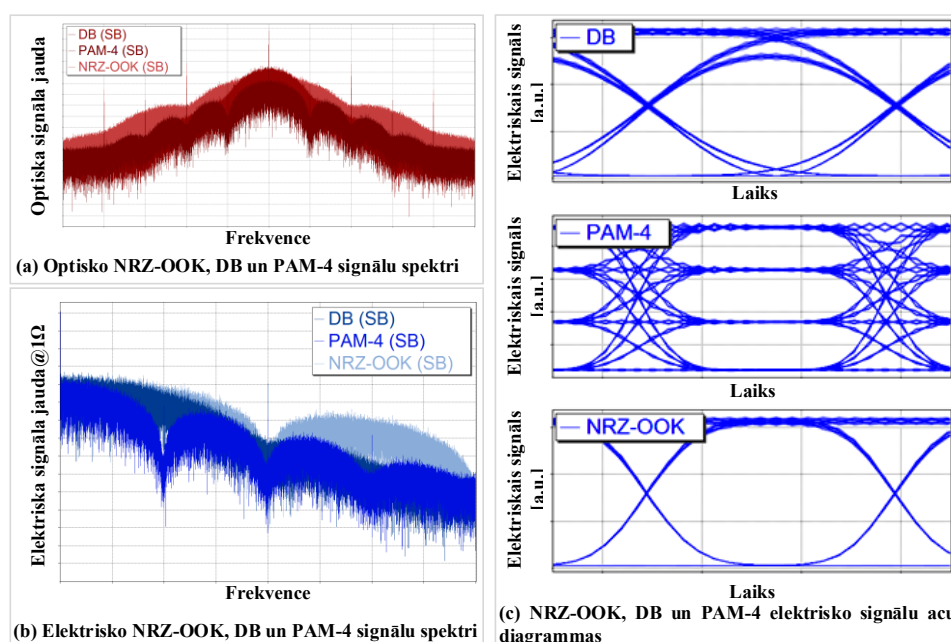 DB (SB)
PAM-4 (SB)
NRZ-OOK (SB)
Optiska signāla jauda
Frekvence
(a) Optisko NRZ-OOK, DB un PAM-4 signālu spektri
DB (SB)
PAM-4 (SB)
NRZ-OOK (SB)
Elektriska signāla jauda@1Ω
Frekvence
(b) Elektrisko NRZ-OOK, DB un PAM-4 signālu spektri
DB
Elektriskais signāls
[a.u.]
Laiks
PAM-4
Elektriskais signāls
[a.u.]
Laiks
NRZ-OOK
Elektriskais signāls
[a.u.]
Laiks
(c) NRZ-OOK, DB un PAM-4 elektrisko signālu acu
diagrammas